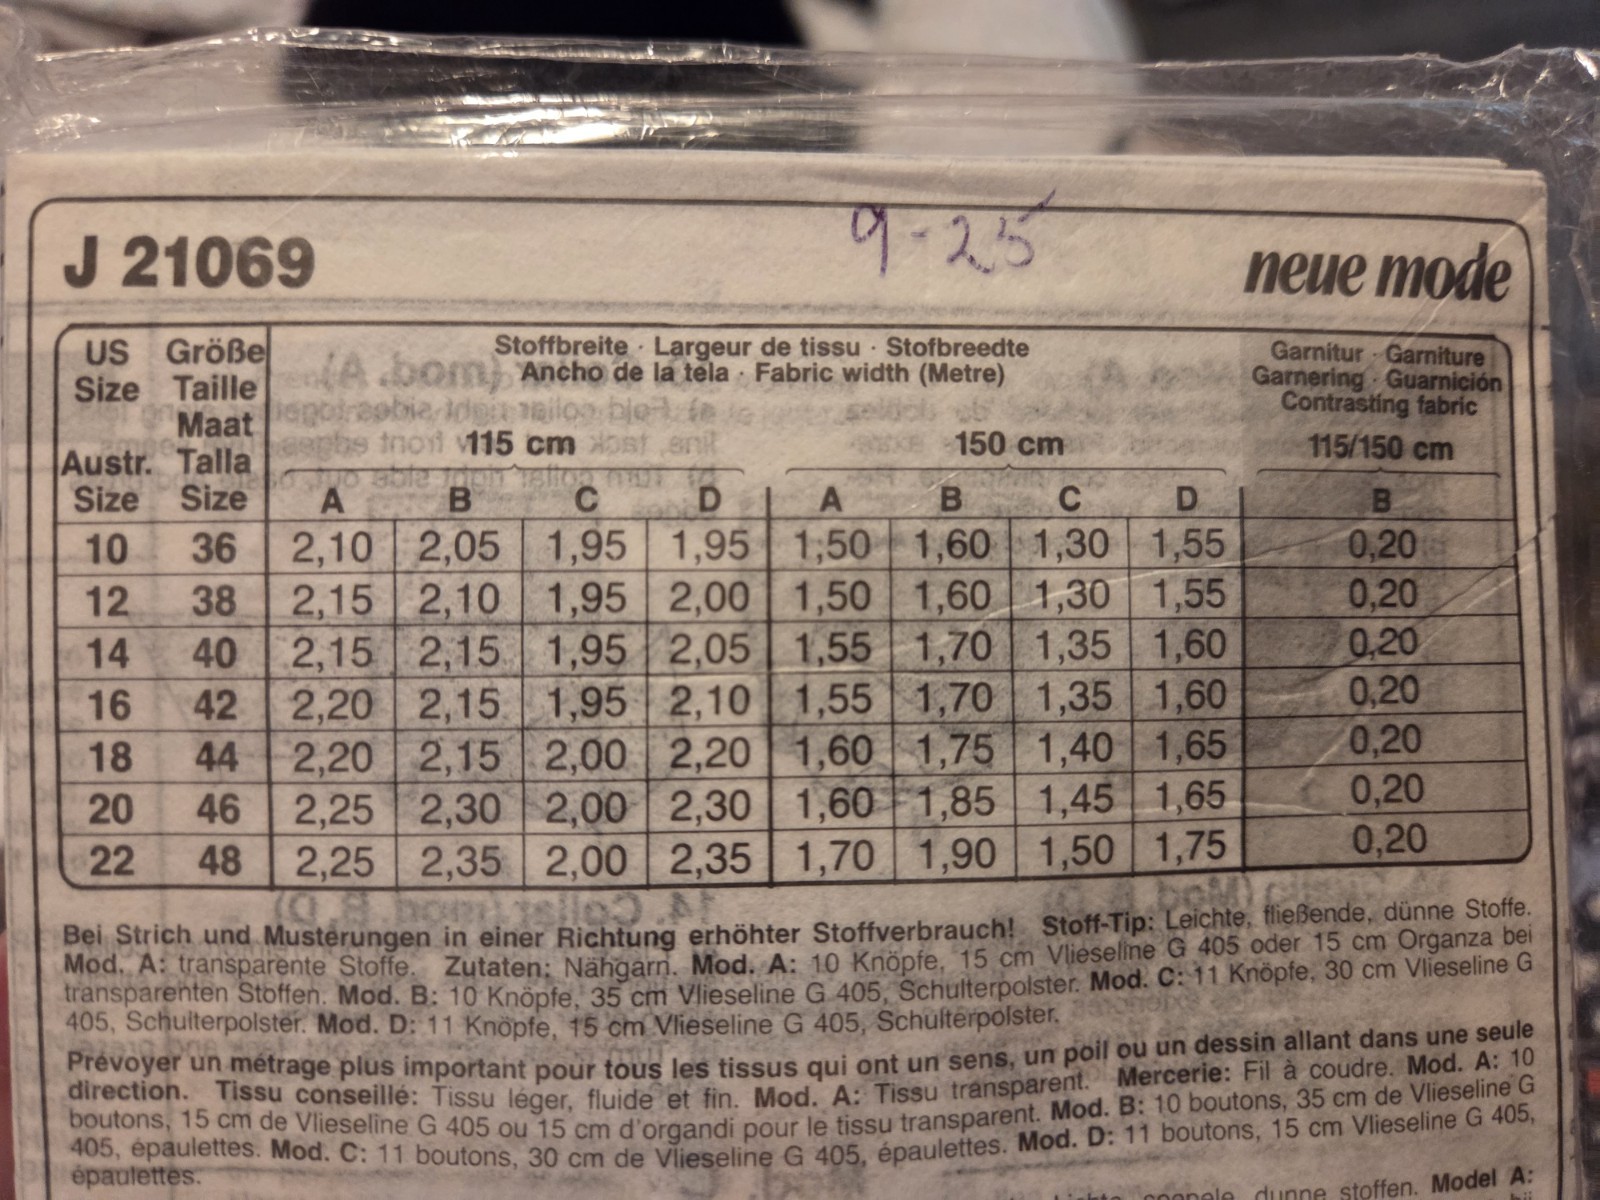 9-25
J 21069
neue mode
US Größe
Size Taille
Maat
Austr. Talla
Size Size
Stoffbreite · Largeur de tissu · Stofbreedte
Ancho de la tela · Fabric width (Metre)
Garnitur · Garniture
Garnering · Guarnición
Contrasting fabric
115 cm 150 cm 115/150 cm
A B C D A B C D B
10 36 2,10 2,05 1,95 1,95 1,50 1,60 1,30 1,55 0,20
12 38 2,15 2,10 1,95 2,00 1,50 1,60 1,30 1,55 0,20
14 40 2,15 2,15 1,95 2,05 1,55 1,70 1,35 1,60 0,20
16 42 2,20 2,15 1,95 2,10 1,55 1,70 1,35 1,60 0,20
18 44 2,20 2,15 2,00 2,20 1,60 1,75 1,40 1,65 0,20
20 46 2,25 2,30 2,00 2,30 1,60 1,85 1,45 1,65 0,20
22 48 2,25 2,35 2,00 2,35 1,70 1,90 1,50 1,75 0,20
Bei Strich und Musterungen in einer Richtung erhöhter Stoffverbrauch! Stoff-Tip: Leichte, fließende, dünne Stoffe.
Mod. A: transparente Stoffe. Zutaten: Nähgarn. Mod. A: 10 Knöpfe, 15 cm Vlieseline G 405 oder 15 cm Organza bei
transparenten Stoffen. Mod. B: 10 Knöpfe, 35 cm Vlieseline G 405, Schulterpolster. Mod. C: 11 Knöpfe, 30 cm Vlieseline G
405, Schulterpolster. Mod. D: 11 Knöpfe, 15 cm Vlieseline G 405, Schulterpolster.
Prévoyer un métrage plus important pour tous les tissus qui ont un sens, un poil ou un dessin allant dans une seule
direction. Tissu conseillé: Tissu léger, fluide et fin. Mod. A: Tissu transparent. Mercerie: Fil à coudre. Mod. A: 10
boutons, 15 cm de Vlieseline G 405 ou 15 cm d'organdi pour le tissu transparent. Mod. B: 10 boutons, 35 cm de Vlieseline G
405, épaulettes. Mod. C: 11 boutons, 30 cm de Vlieseline G 405, épaulettes. Mod. D: 11 boutons, 15 cm Vlieseline G 405,
épaulettes.
dunne stoffen. Model A: